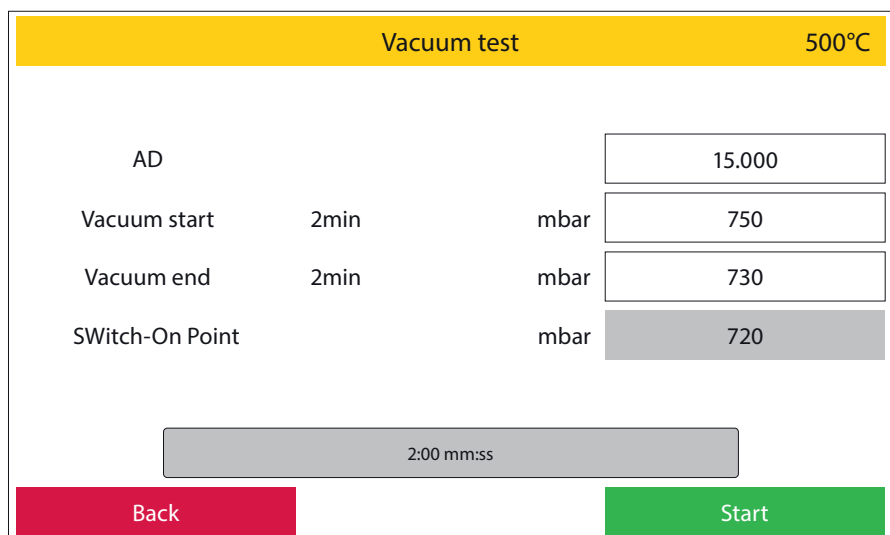 Vacuum test 500°C
AD 15.000
Vacuum start 2min mbar 750
Vacuum end 2min mbar 730
SWitch-On Point mbar 720
2:00 mm:ss
Back Start